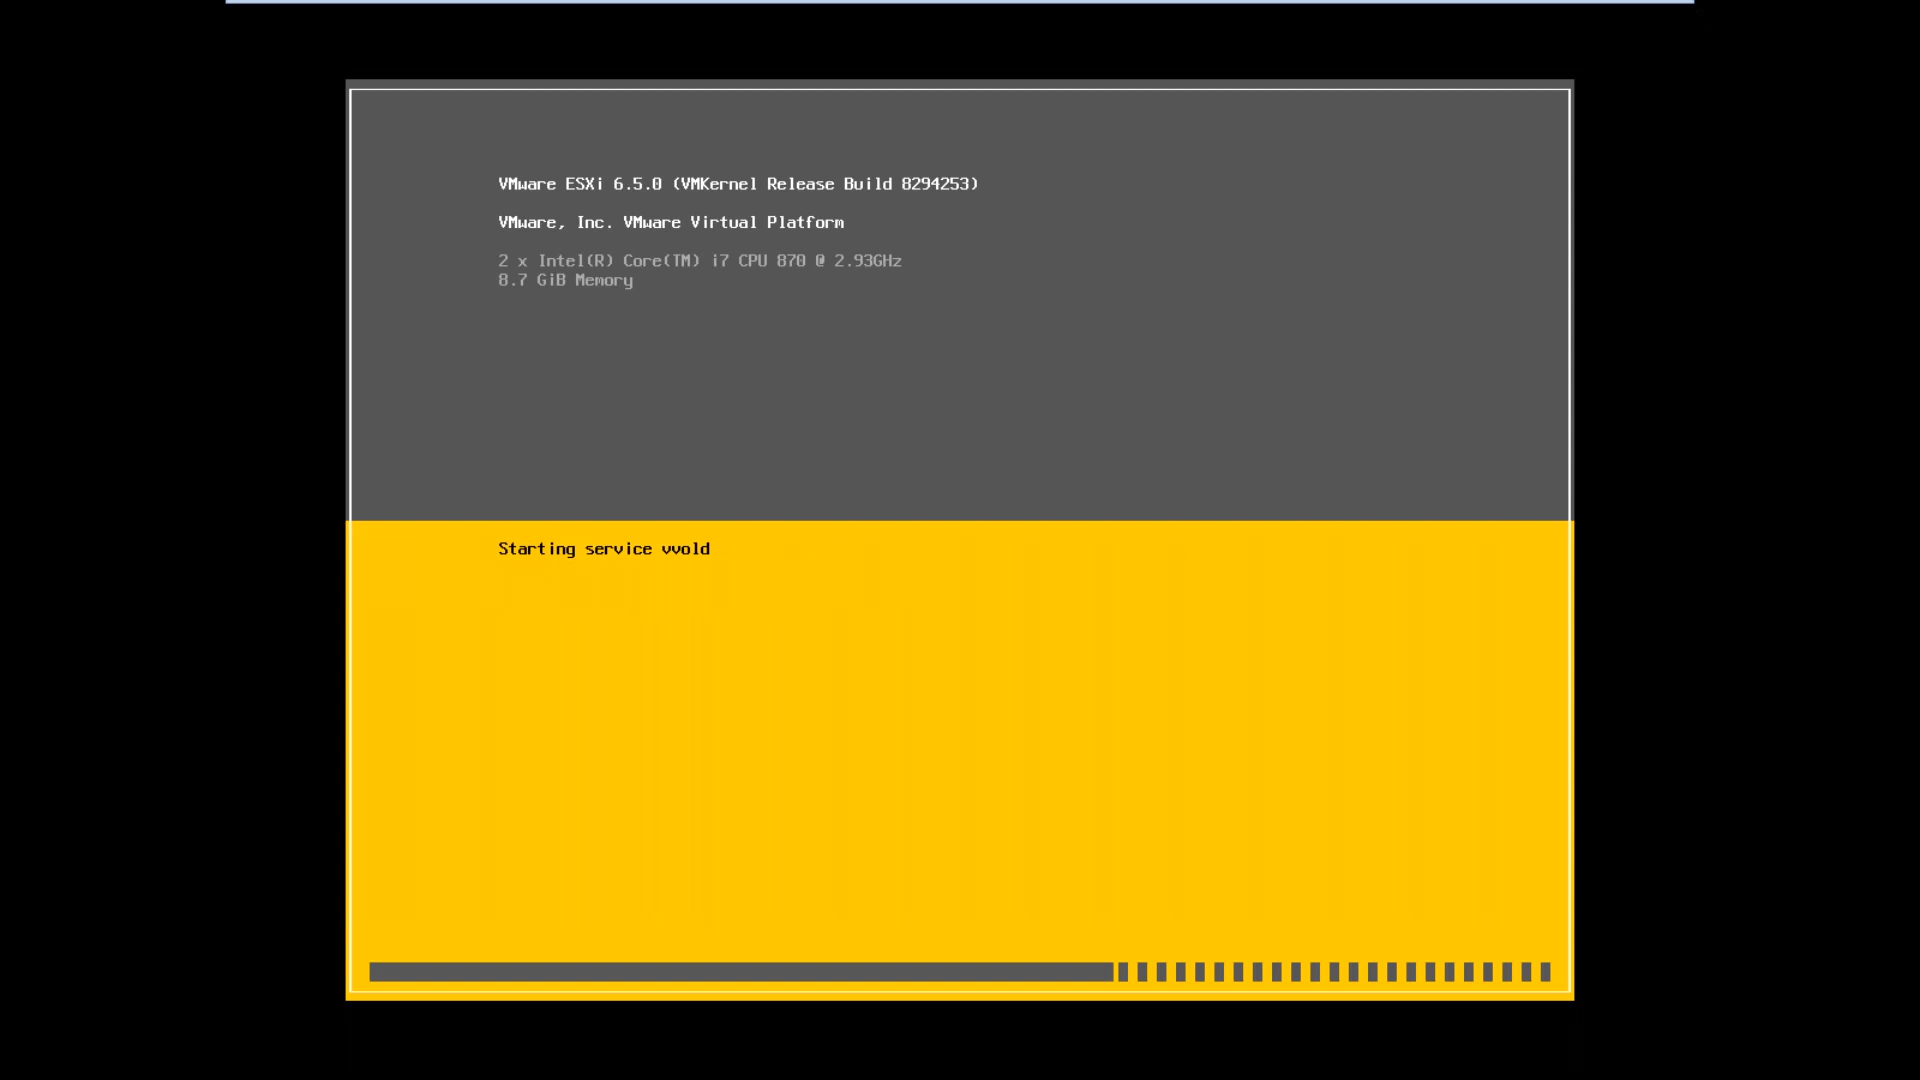 VMware ESXi 6.5.0 (VMKernel Release Build 8294253)
VMware, Inc. VMware Virtual Platform
2 x Intel(R) Core(TM) i7 CPU 870 @ 2.93GHz
8.7 GiB Memory
Starting service vvold